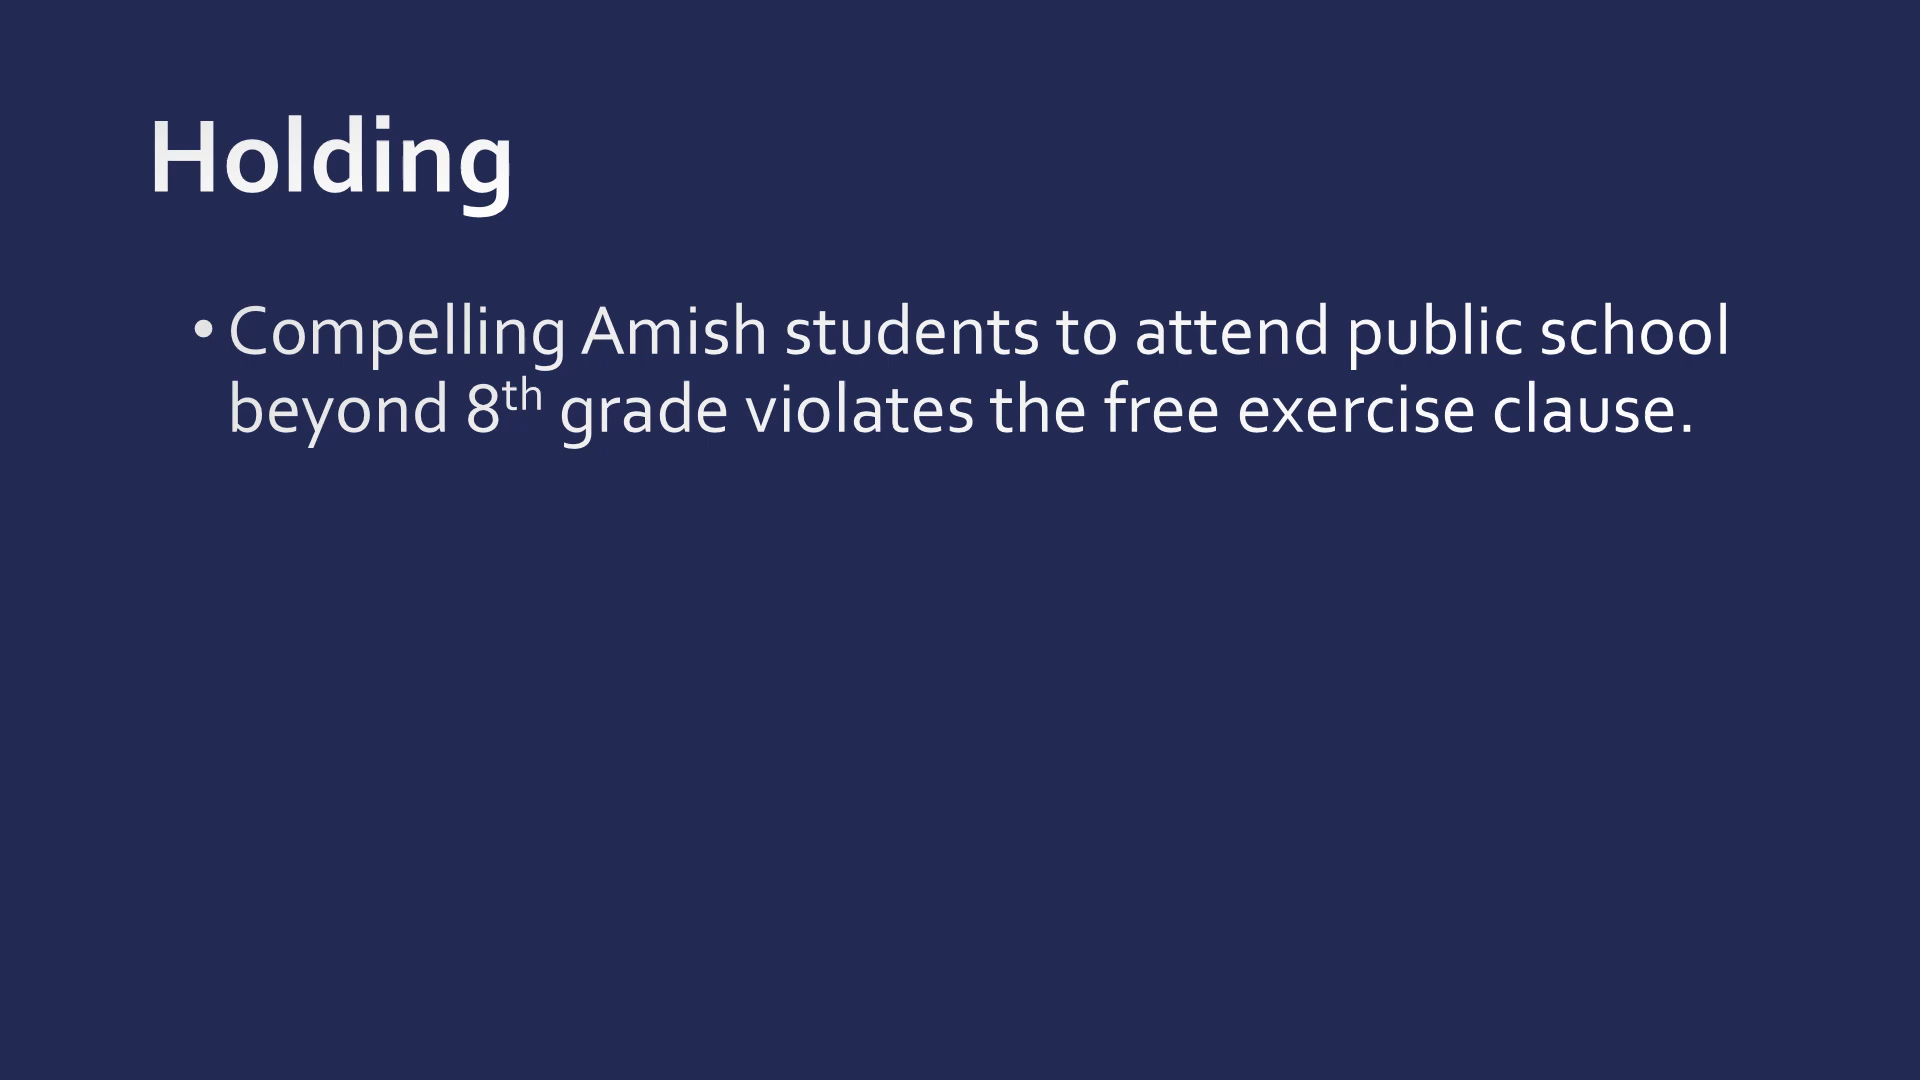 Holding
• Compelling Amish students to attend public school
beyond 8th grade violates the free exercise clause.